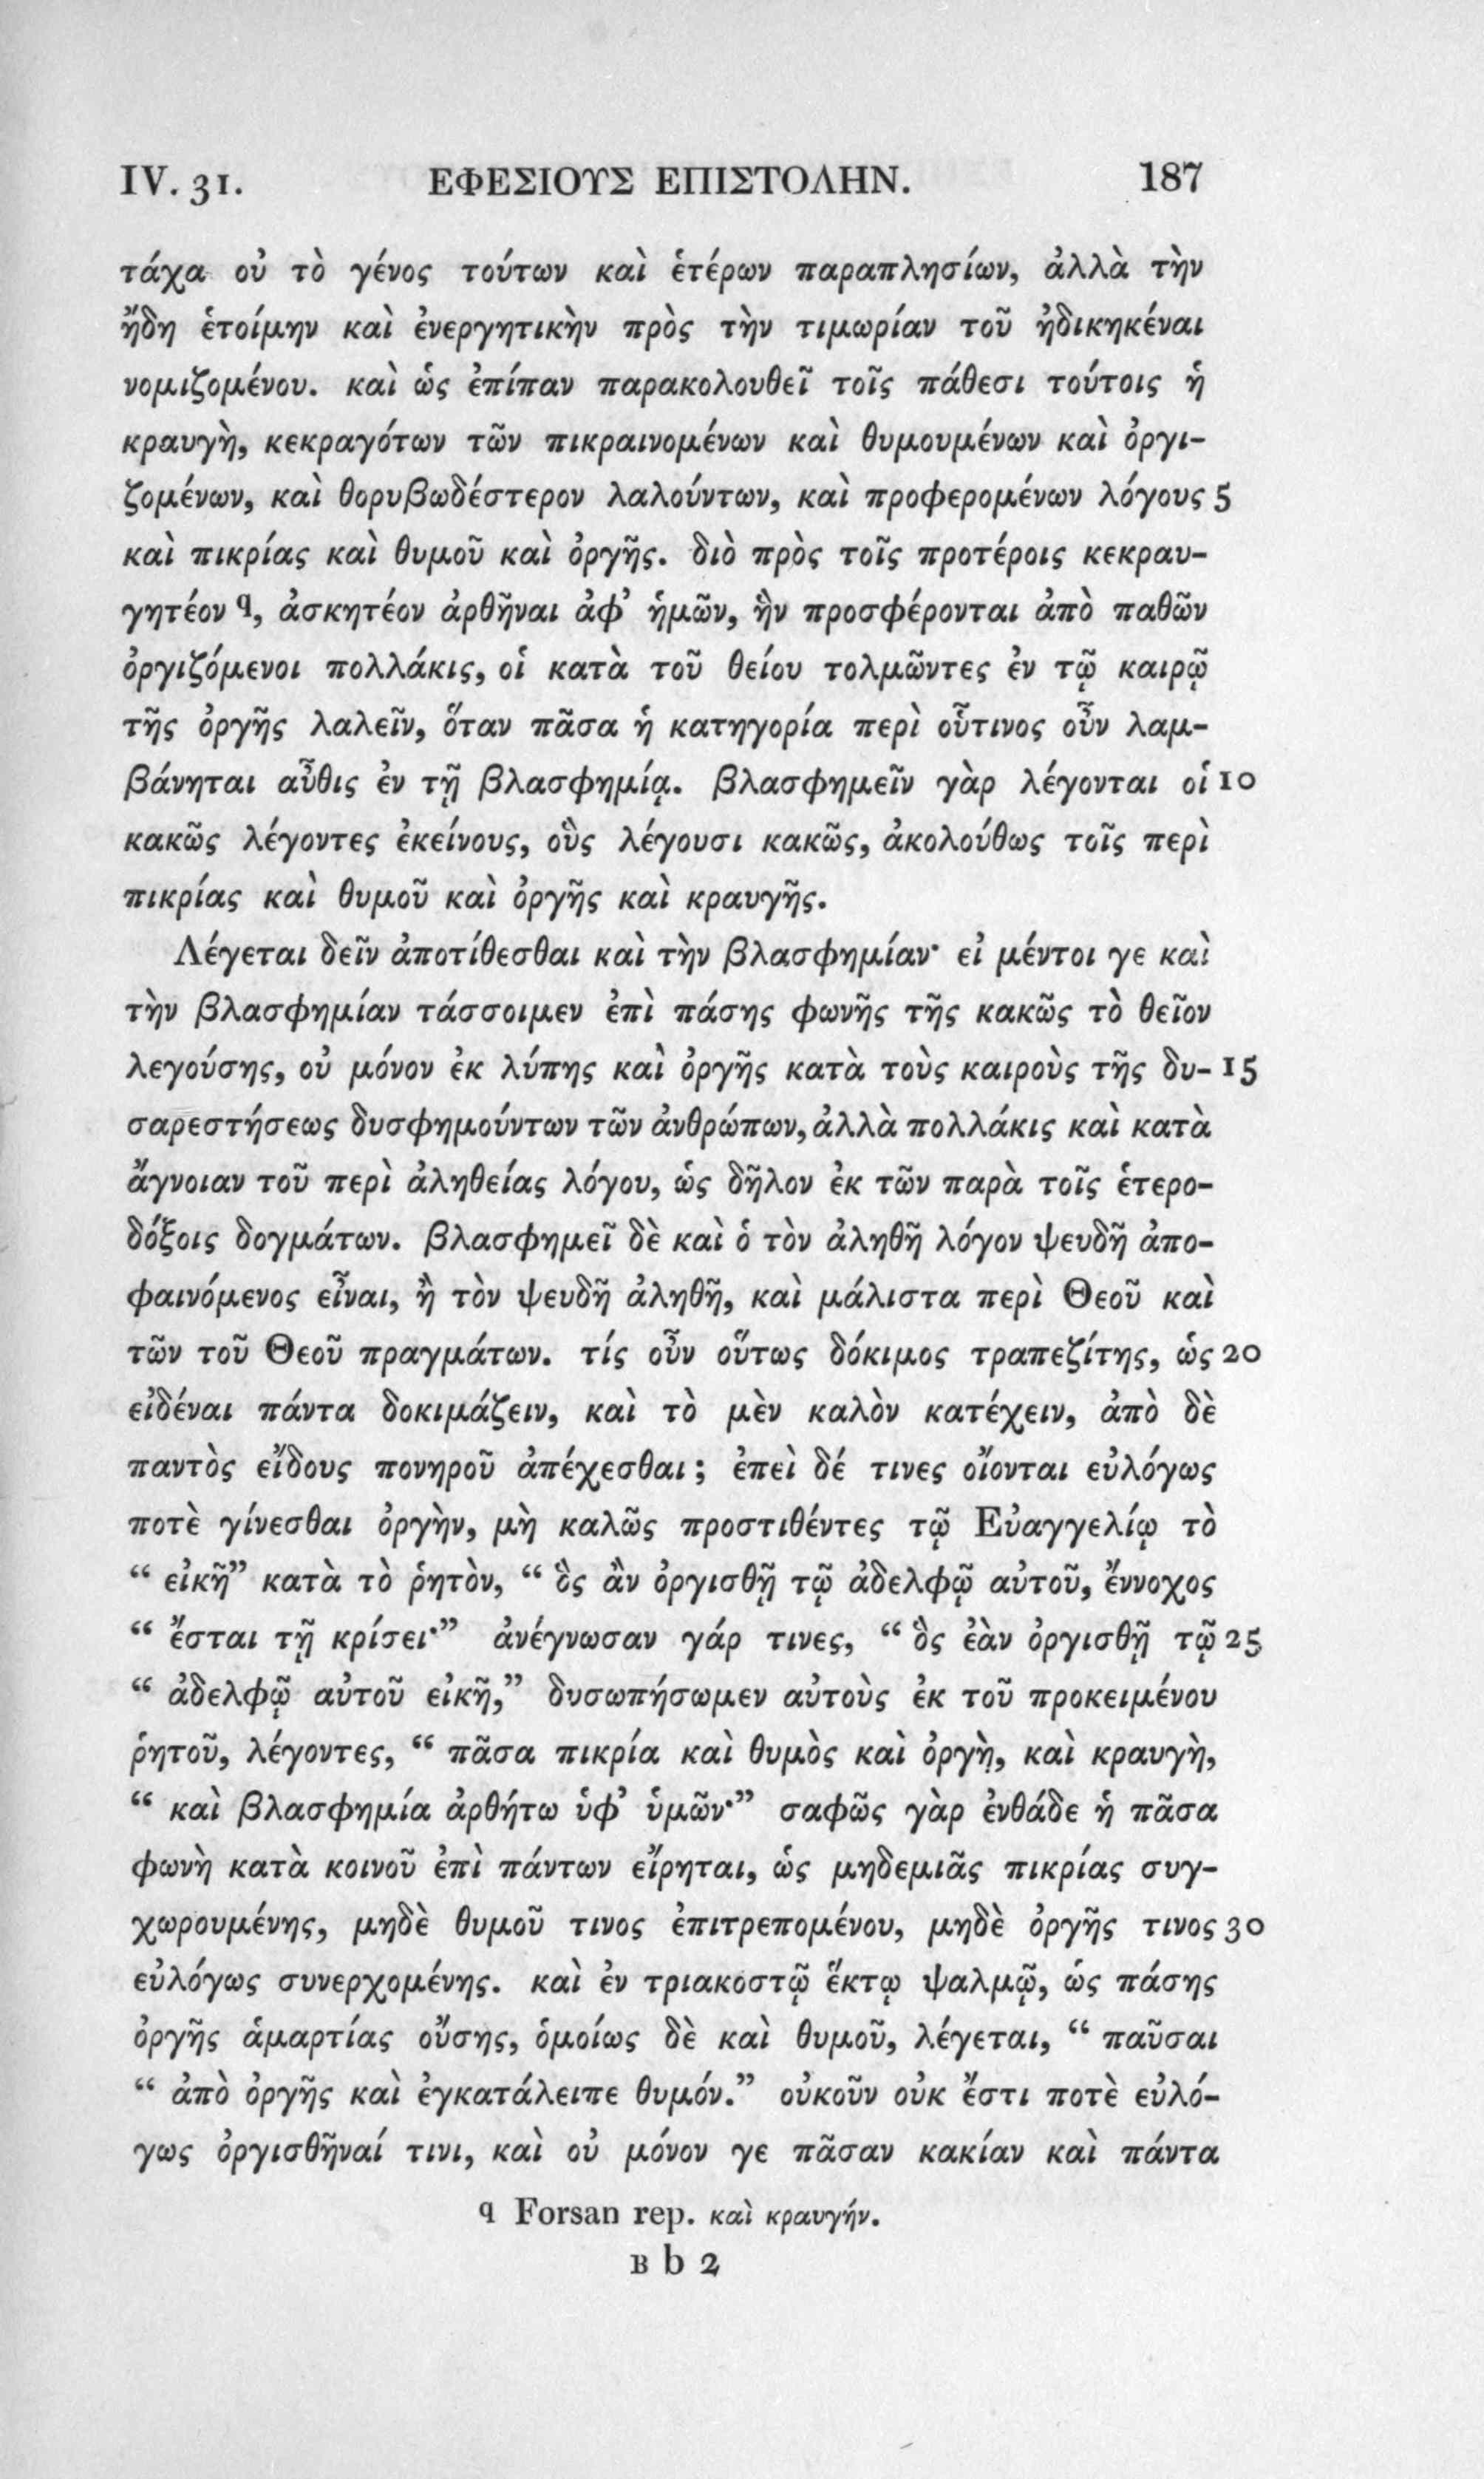 IV. 31. ΕΦΕΣΙΟΥΣ ΕΠΙΣΤΟΛΗΝ. 187
τάχα οὐ τὸ γένος τούτων καὶ ἑτέρων παραπλησίων, ἀλλὰ τὴν
ἤδη ἑτοίμην καὶ ἐνεργητικὴν πρὸς τὴν τιμωρίαν τοῦ ἠδικηκέναι
νομιζομένου. καὶ ὡς ἐπίπαν παρακολουθεῖ τοῖς πάθεσι τούτοις ἡ
κραυγὴ, κεκραγότων τῶν πικραινομένων καὶ θυμουμένων καὶ ὀργι-
ζομένων, καὶ θορυβωδέστερον λαλούντων, καὶ προφερομένων λόγους 5
καὶ πικρίας καὶ θυμοῦ καὶ ὀργῆς. διὸ πρὸς τοῖς προτέροις κεκραυ-
γητέον q, ἀσκητέον ἀρθῆναι ἀφ’ ἡμῶν, ἣν προσφέρονται ἀπὸ παθῶν
ὀργιζόμενοι πολλάκις, οἱ κατὰ τοῦ θείου τολμῶντες ἐν τῷ καιρῷ
τῆς ὀργῆς λαλεῖν, ὅταν πᾶσα ἡ κατηγορία περὶ οὗτινος οὖν λαμ-
βάνηται αὖθις ἐν τῇ βλασφημίᾳ. βλασφημεῖν γὰρ λέγονται οἱ 10
κακῶς λέγοντες ἐκείνους, οὓς λέγουσι κακῶς, ἀκολούθως τοῖς περὶ
πικρίας καὶ θυμοῦ καὶ ὀργῆς καὶ κραυγῆς.
Λέγεται δεῖν ἀποτίθεσθαι καὶ τὴν βλασφημίαν· εἰ μέντοι γε καὶ
τὴν βλασφημίαν τάσσοιμεν ἐπὶ πάσης φωνῆς τῆς κακῶς τὸ θεῖον
λεγούσης, οὐ μόνον ἐκ λύπης καὶ ὀργῆς κατὰ τοὺς καιροὺς τῆς δυ- 15
σαρεστήσεως δυσφημούντων τῶν ἀνθρώπων, ἀλλὰ πολλάκις καὶ κατὰ
ἄγνοιαν τοῦ περὶ ἀληθείας λόγου, ὡς δῆλον ἐκ τῶν παρὰ τοῖς ἑτερο-
δόξοις δογμάτων. βλασφημεῖ δὲ καὶ ὁ τὸν ἀληθῆ λόγον ψευδῆ ἀπο-
φαινόμενος εἶναι, ἢ τὸν ψευδῆ ἀληθῆ, καὶ μάλιστα περὶ Θεοῦ καὶ
τῶν τοῦ Θεοῦ πραγμάτων. τίς οὖν οὕτως δόκιμος τραπεζίτης, ὡς 20
εἰδέναι πάντα δοκιμάζειν, καὶ τὸ μὲν καλὸν κατέχειν, ἀπὸ δὲ
παντὸς εἴδους πονηροῦ ἀπέχεσθαι; ἐπεὶ δέ τινες οἴονται εὐλόγως
ποτὲ γίνεσθαι ὀργὴν, μὴ καλῶς προστιθέντες τῷ Εὐαγγελίῳ τὸ
“ εἰκῆ” κατὰ τὸ ῥητὸν, “ ὃς ἂν ὀργισθῇ τῷ ἀδελφῷ αὐτοῦ, ἔννοχος
“ ἔσται τῇ κρίσει·” ἀνέγνωσαν γάρ τινες, “ ὃς ἐὰν ὀργισθῇ τῷ 25
“ ἀδελφῷ αὐτοῦ εἰκῆ,” δυσωπήσωμεν αὐτοὺς ἐκ τοῦ προκειμένου
ῥητοῦ, λέγοντες, “ πᾶσα πικρία καὶ θυμὸς καὶ ὀργὴ, καὶ κραυγὴ,
“ καὶ βλασφημία ἀρθήτω ὑφ’ ὑμῶν·” σαφῶς γὰρ ἐνθάδε ἡ πᾶσα
φωνὴ κατὰ κοινοῦ ἐπὶ πάντων εἴρηται, ὡς μηδεμιᾶς πικρίας συγ-
χωρουμένης, μηδὲ θυμοῦ τινος ἐπιτρεπομένου, μηδὲ ὀργῆς τινος 30
εὐλόγως συνερχομένης. καὶ ἐν τριακοστῷ ἕκτῳ ψαλμῷ, ὡς πάσης
ὀργῆς ἁμαρτίας οὔσης, ὁμοίως δὲ καὶ θυμοῦ, λέγεται, “ παῦσαι
“ ἀπὸ ὀργῆς καὶ ἐγκατάλειπε θυμόν.” οὐκοῦν οὐκ ἔστι ποτὲ εὐλό-
γως ὀργισθῆναί τινι, καὶ οὐ μόνον γε πᾶσαν κακίαν καὶ πάντα
q Forsan rep. καὶ κραυγήν.
B b 2